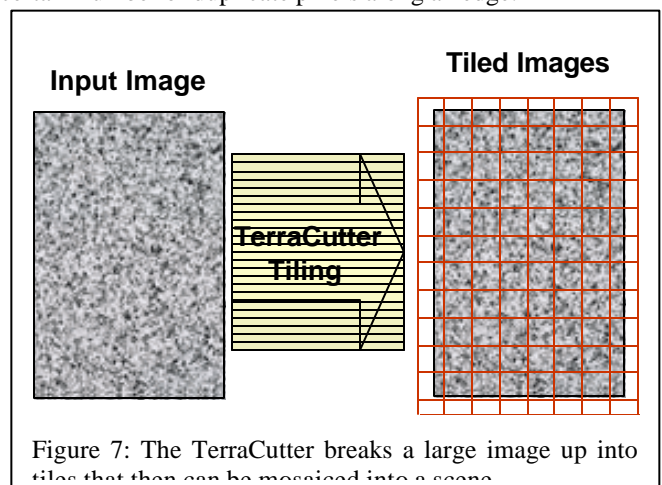 Tiled Images
Input Image
TerraCutter
Tiling
Figure 7: The TerraCutter breaks a large image up into
tiles that then can be mosaiced into a scene